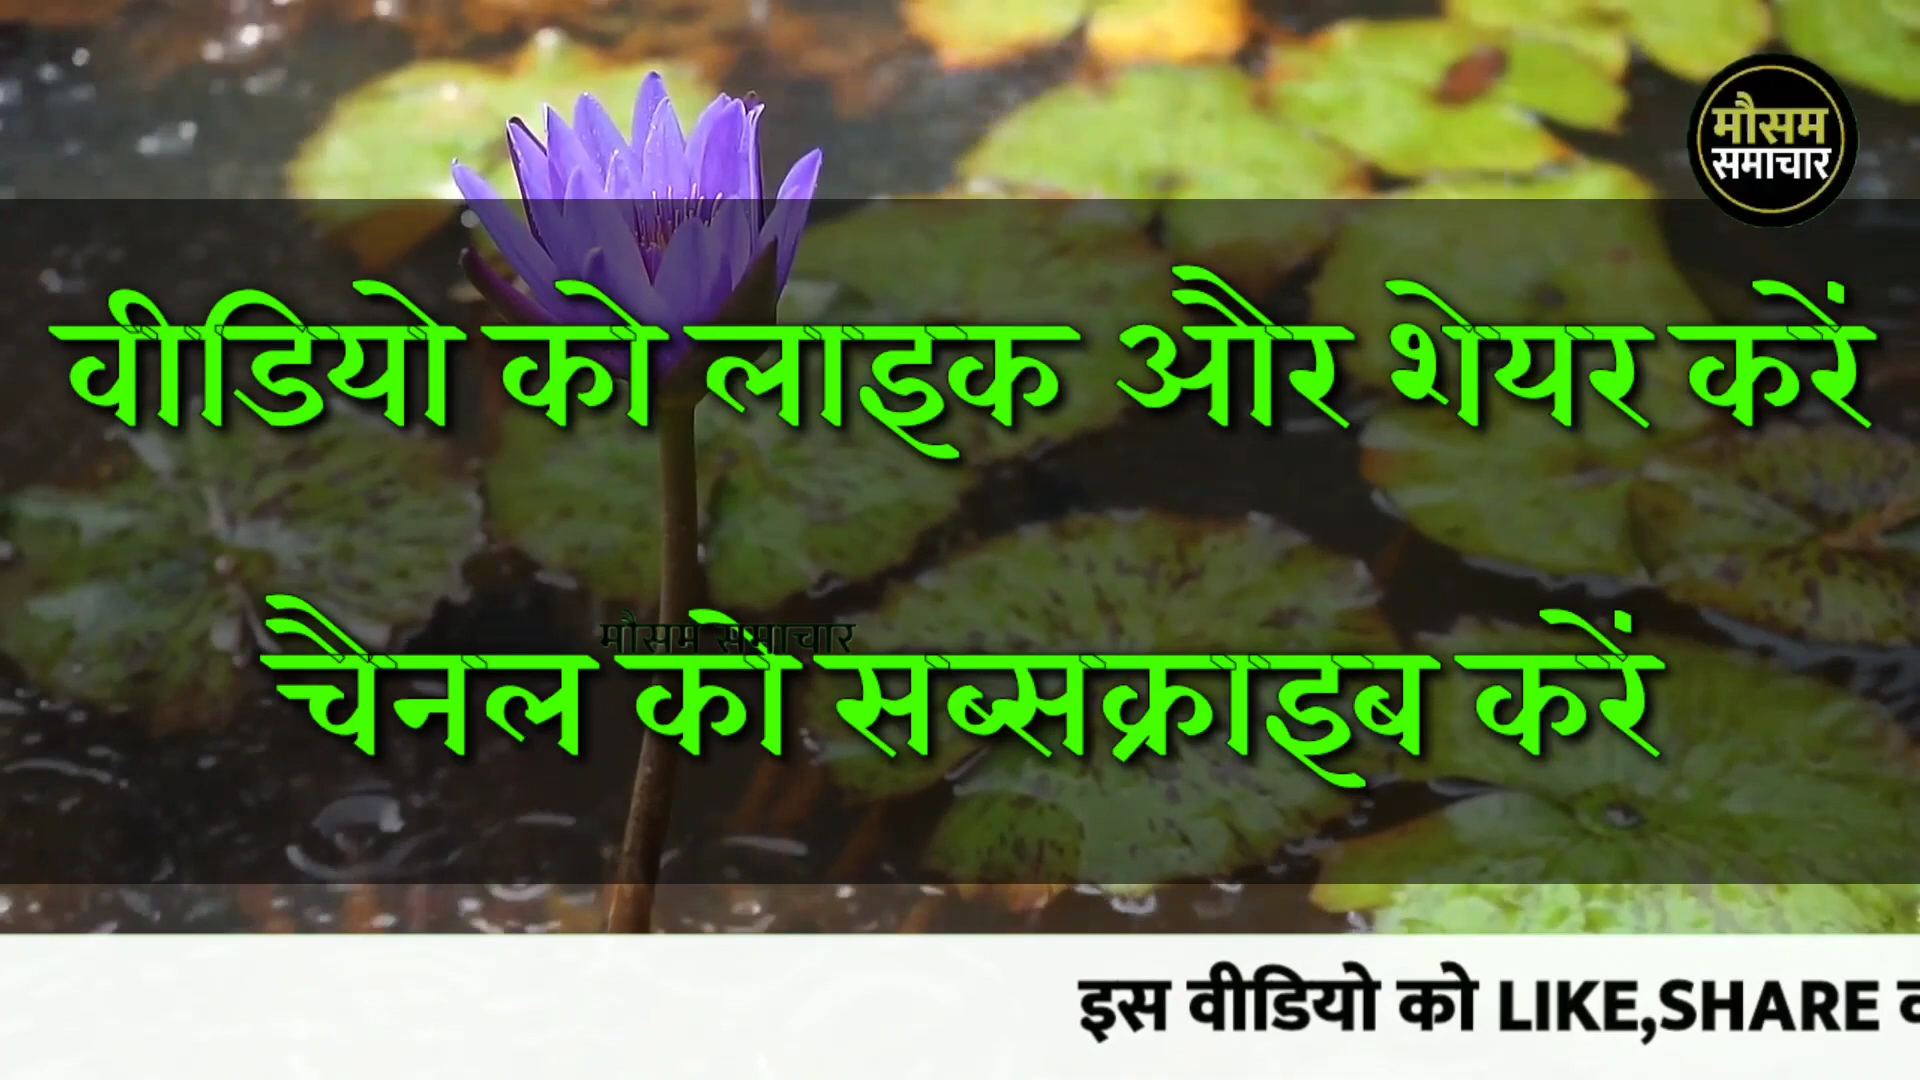 मौसम
समाचार
वीडियो को लाइक और शेयर करें
मौसम समाचार
चैनल को सब्सक्राइब करें
इस वीडियो को LIKE,SHARE